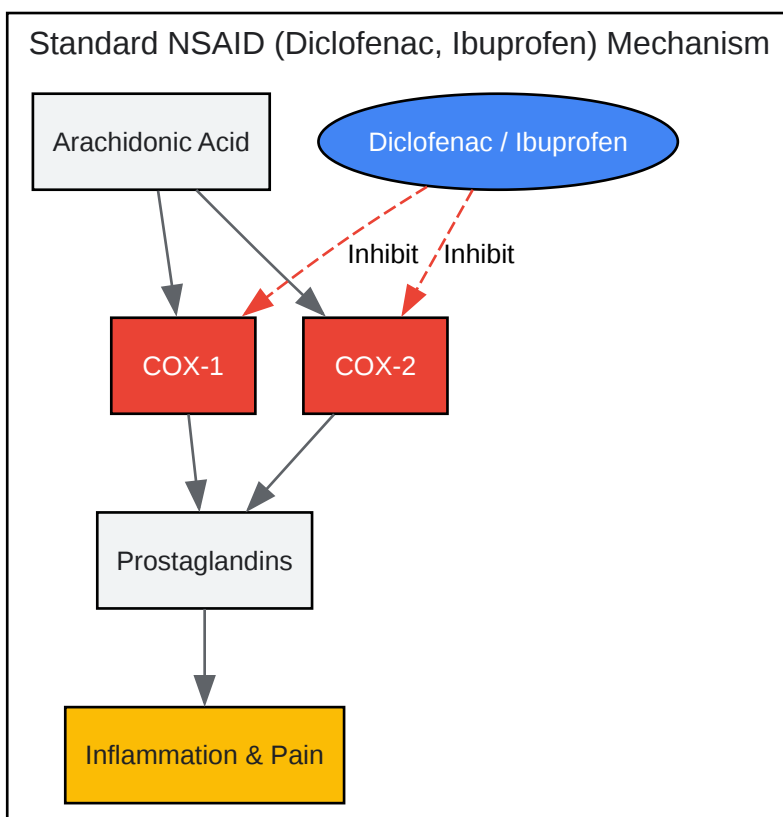 Standard NSAID (Diclofenac, Ibuprofen) Mechanism
Arachidonic Acid
Diclofenac / Ibuprofen
Inhibit
Inhibit
COX-1
COX-2
Prostaglandins
Inflammation & Pain